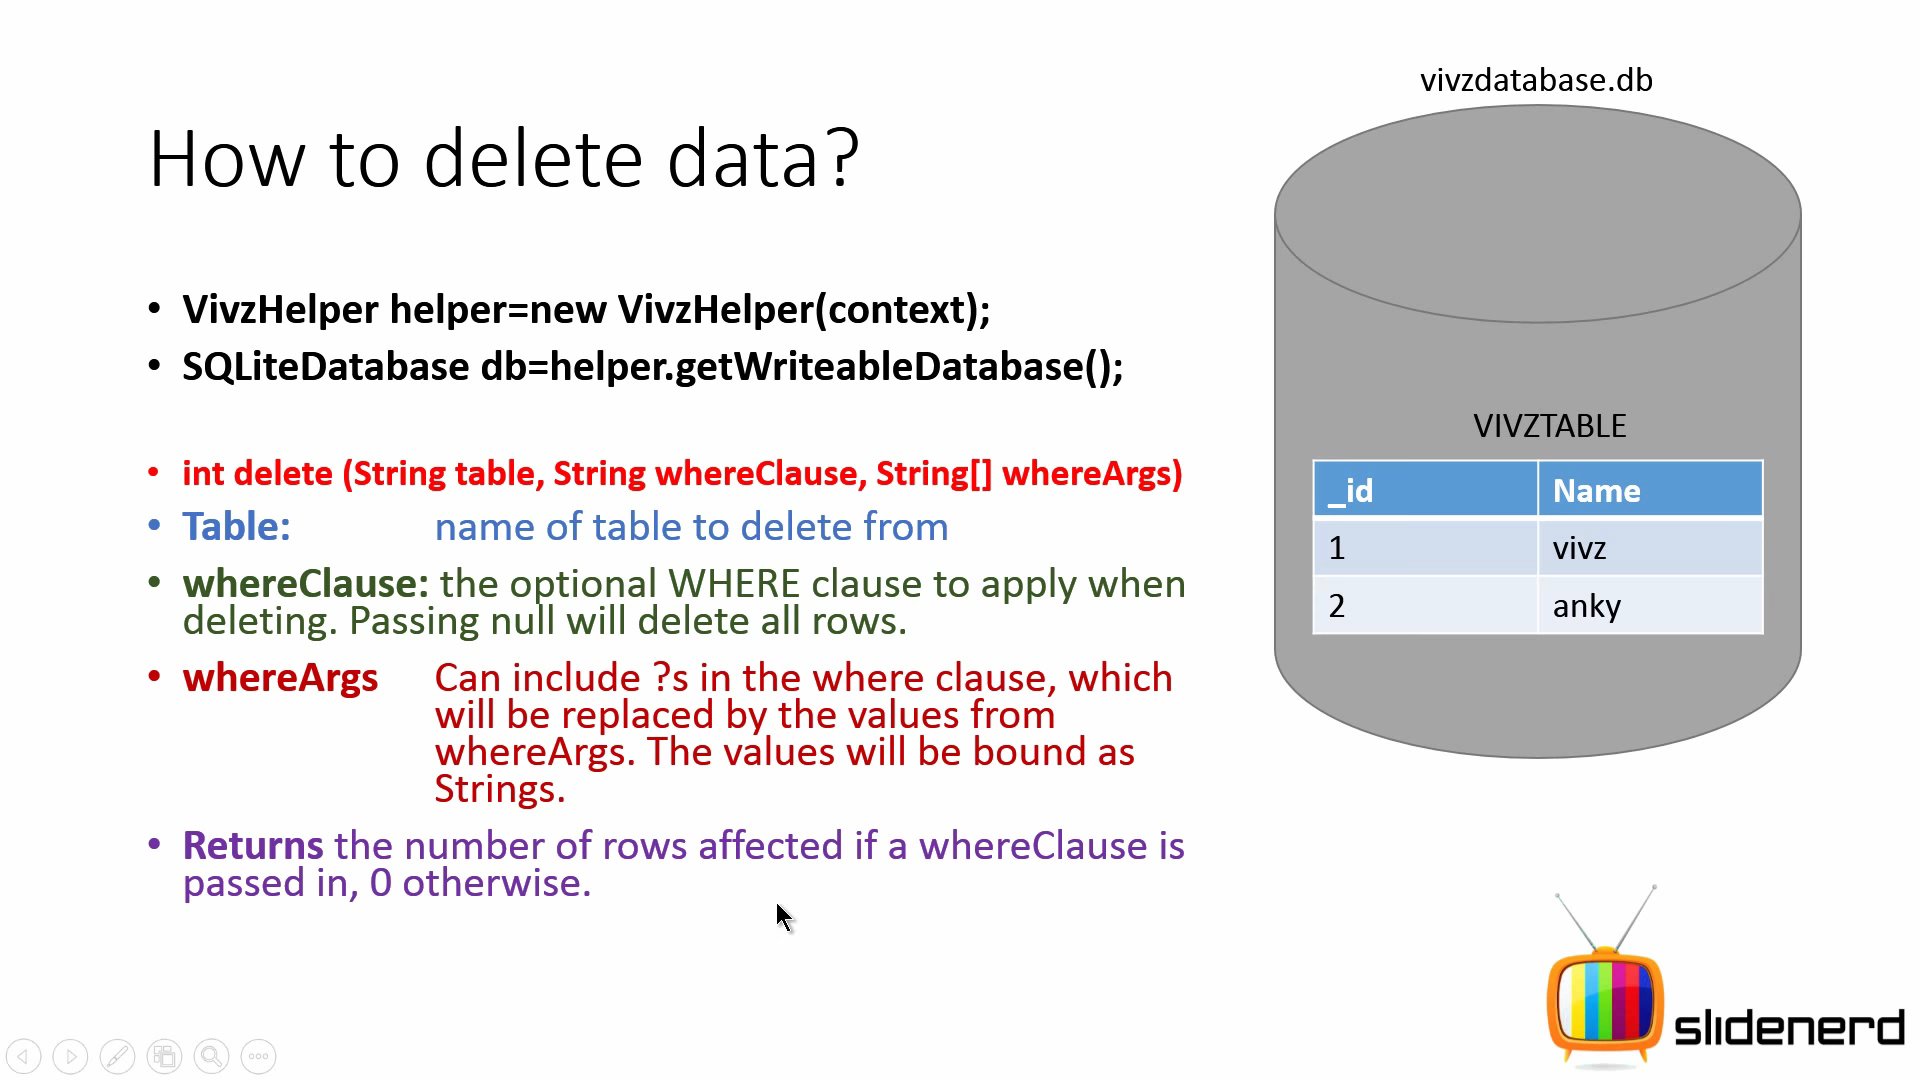 How to delete data?
• VivzHelper helper=new VivzHelper(context);
• SQLiteDatabase db=helper.getWriteableDatabase();
• int delete (String table, String whereClause, String[] whereArgs)
• Table: name of table to delete from
• whereClause: the optional WHERE clause to apply when
deleting. Passing null will delete all rows.
• whereArgs Can include ?s in the where clause, which
will be replaced by the values from
whereArgs. The values will be bound as
Strings.
• Returns the number of rows affected if a whereClause is
passed in, 0 otherwise.
vivzdatabase.db
VIVZTABLE
_id Name
1 vivz
2 anky
slidenerd